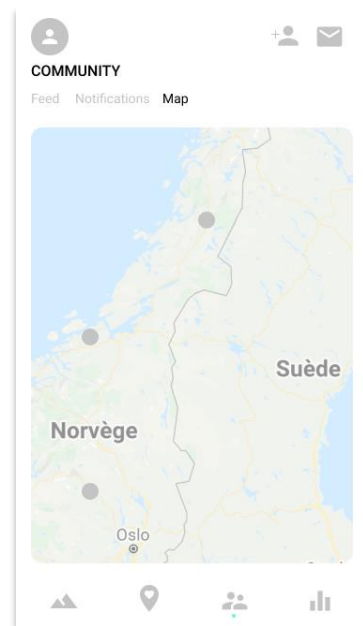 COMMUNITY
Feed Notifications Map
Suède
Norvège
Oslo